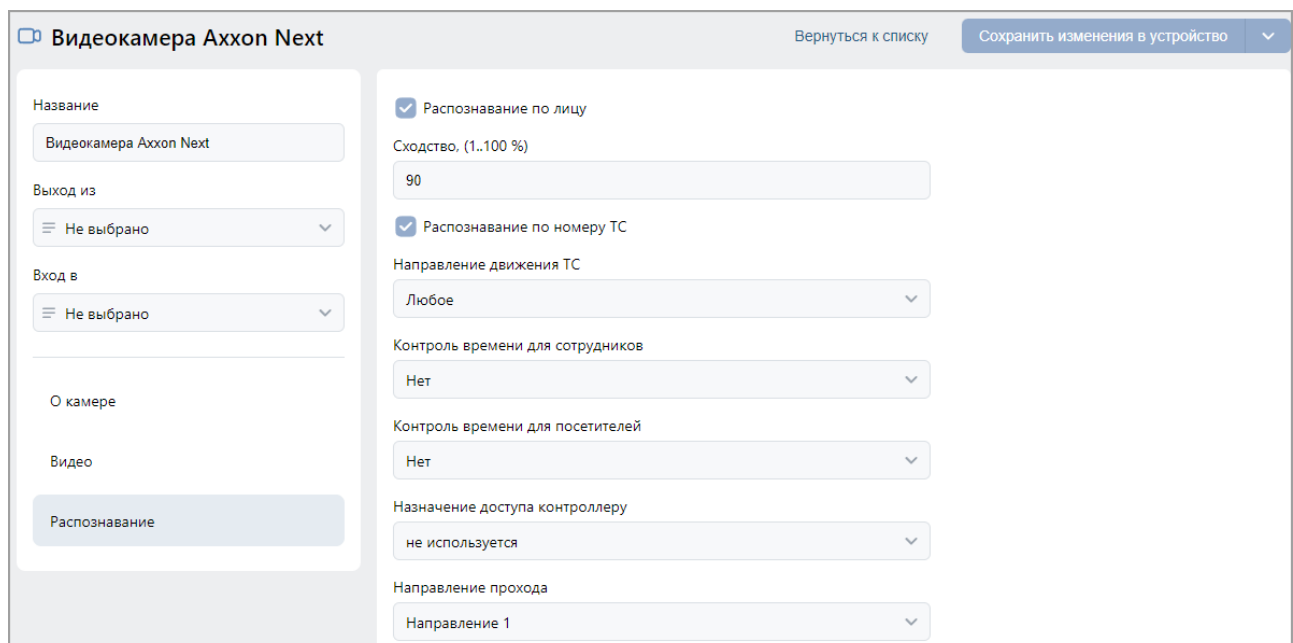 Видеокамера Axxon Next
Вернуться к списку
Сохранить изменения в устройство
Название
Видеокамера Axxon Next
Выход из
Не выбрано
Вход в
Не выбрано
О камере
Видео
Распознавание
Распознавание по лицу
Сходство, (1..100 %)
90
Распознавание по номеру ТС
Направление движения ТС
Любое
Контроль времени для сотрудников
Нет
Контроль времени для посетителей
Нет
Назначение доступа контроллеру
не используется
Направление прохода
Направление 1